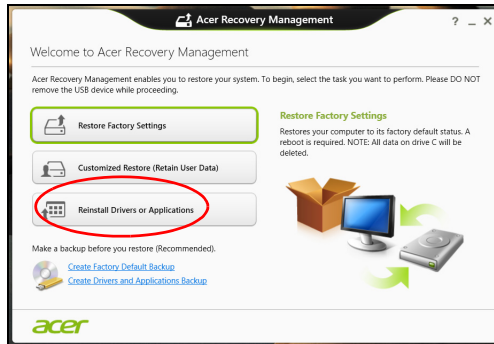 Acer Recovery Management
? _ X
Welcome to Acer Recovery Management
Acer Recovery Management enables you to restore your system. To begin, select the task you want to perform. Please DO NOT
remove the USB device while proceeding.
Restore Factory Settings
Customized Restore (Retain User Data)
Reinstall Drivers or Applications
Restore Factory Settings
Restores your computer to its factory default status. A
reboot is required. NOTE: All data on drive C will be
deleted.
Make a backup before you restore (Recommended).
Create Factory Default Backup
Create Drivers and Applications Backup
acer